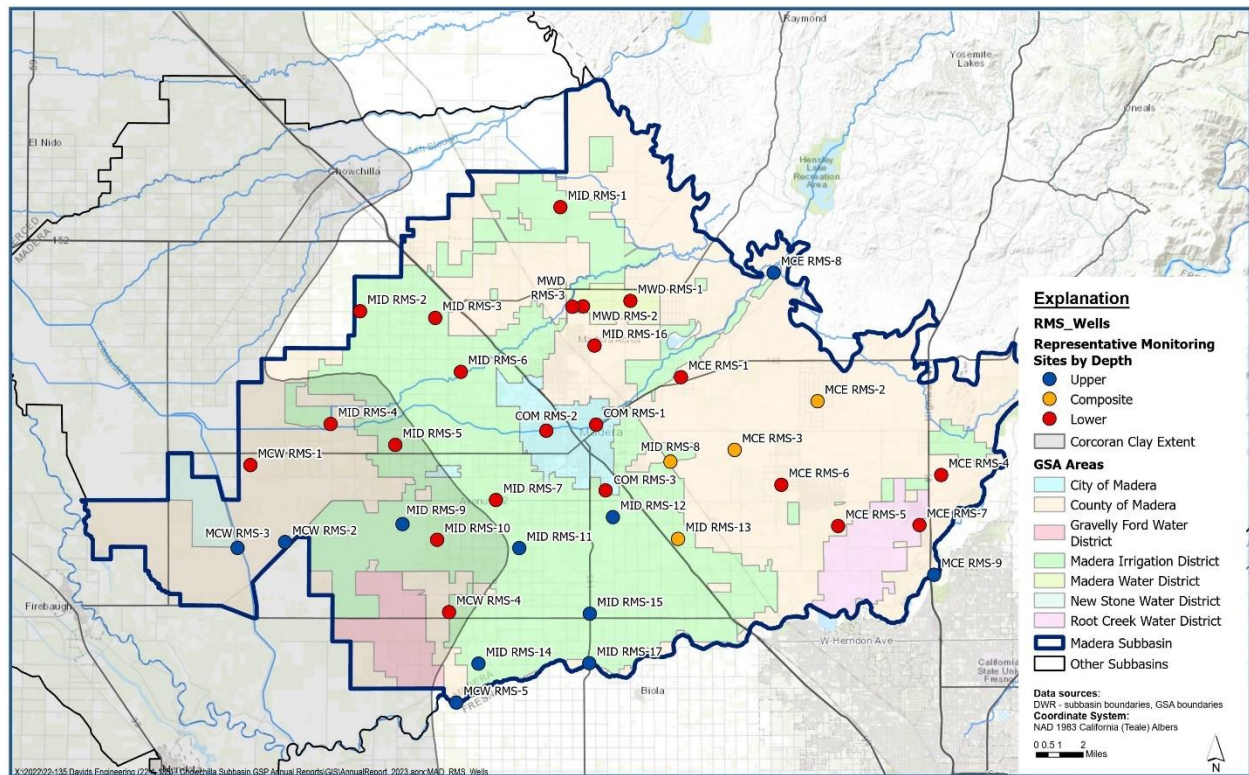 Raymond
Yosemite
Lakes
Oneals
El Nido
Ash Slough
Chowchilla
Hensley
Lake
Recreation
Area
MID RMS-1
152
MADERA
MCE RMS-8
MWD
RMS-3
MWD RMS-1
MID RMS-2
MID RMS-3
MWD RMS-2
MID RMS-16
145
MID RMS-6
MCE RMS-1
MCE RMS-2
MID RMS-4
COM RMS-2
COM RMS-1
Madera
MID RMS-5
MID RMS-8
MCE RMS-3
MCW RMS-1
MCE RMS-6
MCE RMS-4
COM RMS-3
MID RMS-7
MID RMS-9
MID RMS-12
MCE RMS-5
MCE RMS-7
MCW RMS-3
MCW RMS-2
MID RMS-10
MID RMS-11
MID RMS-13
MCE RMS-9
Firebaugh
MCW RMS-4
MID RMS-15
W Herndon Ave
MID RMS-14
MID RMS-17
Biola
MCW RMS-5
California
State Uni
Fresno
Explanation
RMS_Wells
Representative Monitoring
Sites by Depth
Upper
Composite
Lower
Corcoran Clay Extent
GSA Areas
City of Madera
County of Madera
Gravelly Ford Water
District
Madera Irrigation District
Madera Water District
New Stone Water District
Root Creek Water District
Madera Subbasin
Other Subbasins
Data sources:
DWR - subbasin boundaries, GSA boundaries
Coordinate System:
NAD 1983 California (Teale) Albers
0 0.5 1 2
Miles
N